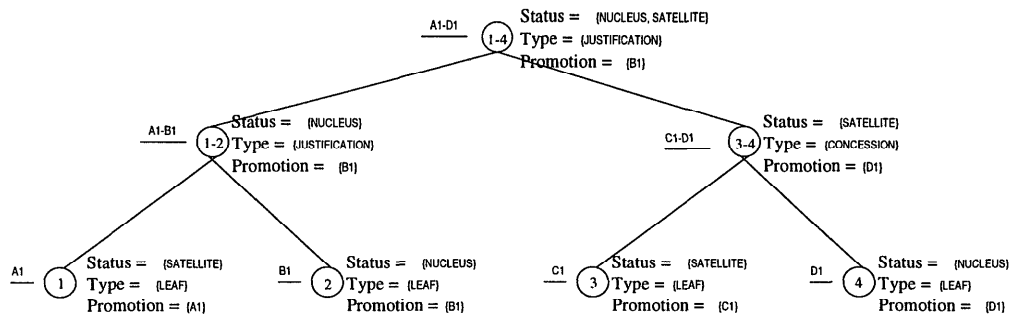 A1-D1
1-4
Status = {NUCLEUS, SATELLITE}
Type = {JUSTIFICATION}
Promotion = {B1}
A1-B1
1-2
Status = {NUCLEUS}
Type = {JUSTIFICATION}
Promotion = {B1}
C1-D1
3-4
Status = {SATELLITE}
Type = {CONCESSION}
Promotion = {D1}
A1
1
Status = {SATELLITE}
Type = {LEAF}
Promotion = {A1}
B1
2
Status = {NUCLEUS}
Type = {LEAF}
Promotion = {B1}
C1
3
Status = {SATELLITE}
Type = {LEAF}
Promotion = {C1}
D1
4
Status = {NUCLEUS}
Type = {LEAF}
Promotion = {D1}